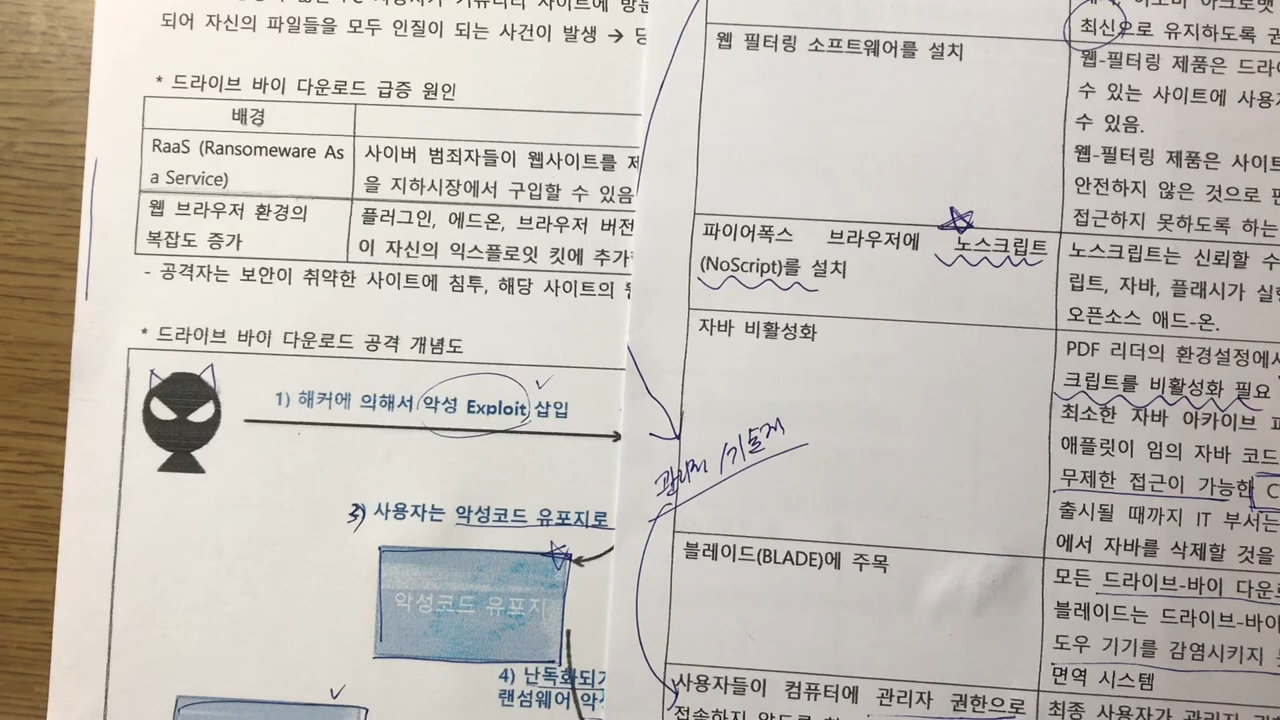 되어 자신의 파일들을 모두 인질이 되는 사건이 발생 → 당
* 드라이브 바이 다운로드 급증 원인
배경
RaaS (Ransomeware As
a Service)
사이버 범죄자들이 웹사이트를
을 지하시장에서 구입할 수 있음
웹 브라우저 환경의
복잡도 증가
플러그인, 에드온, 브라우저 버전
이 자신의 익스플로잇 킷에 추가
- 공격자는 보안이 취약한 사이트에 침투, 해당 사이트의
* 드라이브 바이 다운로드 공격 개념도
1) 해커에 의해서 악성 Exploit 삽입
3) 사용자는 악성코드 유포지로
악성코드 유포지
4) 난독화되
랜섬웨어 악
최신으로 유지하도록 권
웹 필터링 소프트웨어를 설치
웹-필터링 제품은 드라이
수 있는 사이트에 사용자
수 있음.
웹-필터링 제품은 사이트
안전하지 않은 것으로 판
접근하지 못하도록 하는
파이어폭스 브라우저에 노스크립트
(NoScript)를 설치
노스크립트는 신뢰할 수
립트, 자바, 플래시가 실행
오픈소스 애드-온.
자바 비활성화
PDF 리더의 환경설정에서
크립트를 비활성화 필요
최소한 자바 아카이브 파
애플릿이 임의 자바 코드
무제한 접근이 가능한
출시될 때까지 IT 부서는
에서 자바를 삭제할 것을
관리적 / 기술적
블레이드(BLADE)에 주목
모든 드라이브-바이 다운로
블레이드는 드라이브-바이
도우 기기를 감염시키지
면역 시스템
사용자들이 컴퓨터에 관리자 권한으로
접속하지 않도록
최종 사용자가 관리자